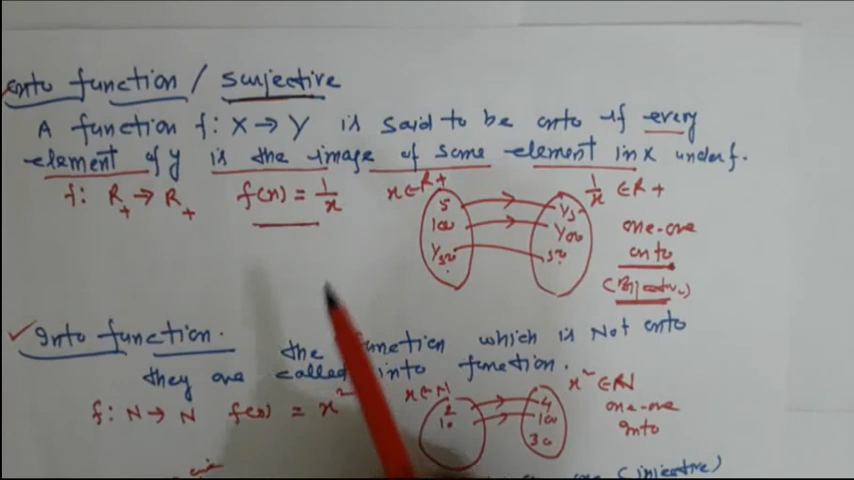 onto function / Surjective
A function f: X → Y is said to be onto if every
element of y is the image of some element in x under f.
f: R+ → R+ f(x) = 1/x x ∈ R+ 1/x ∈ R+
5 1/5
100 1/100
1/50 50
one-one
onto
(Bijective)
Into function. the function which is Not onto
they are called into function.
f: N → N f(x) = x² x ∈ N x² ∈ N
2 4
10 100
30
one-one
into
(injective)